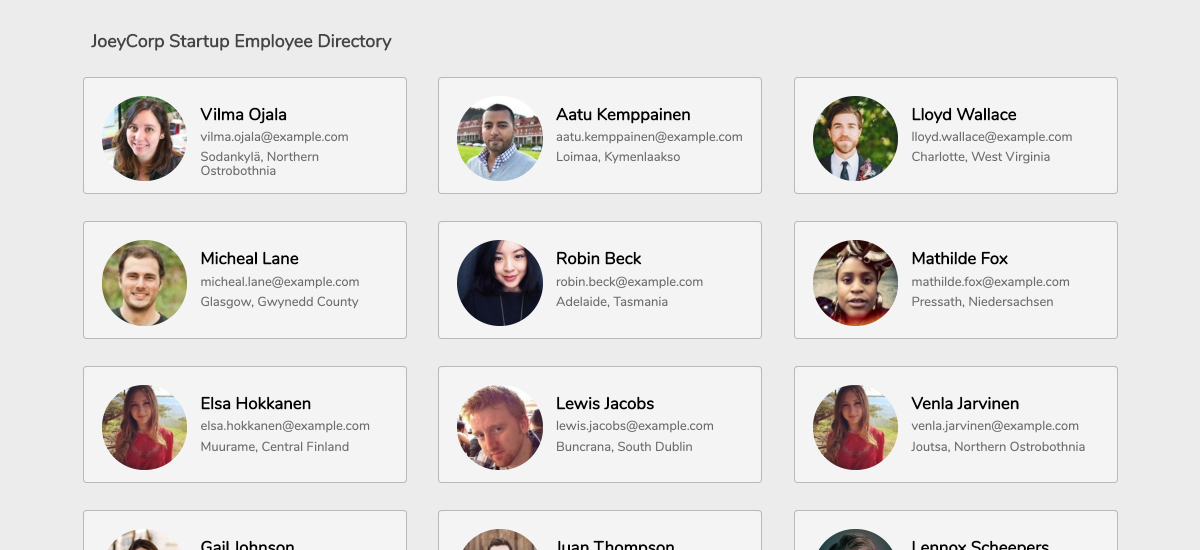 JoeyCorp Startup Employee Directory
Vilma Ojala
vilma.ojala@example.com
Sodankylä, Northern
Ostrobothnia
Aatu Kemppainen
aatu.kemppainen@example.com
Loimaa, Kymenlaakso
Lloyd Wallace
lloyd.wallace@example.com
Charlotte, West Virginia
Micheal Lane
micheal.lane@example.com
Glasgow, Gwynedd County
Robin Beck
robin.beck@example.com
Adelaide, Tasmania
Mathilde Fox
mathilde.fox@example.com
Pressath, Niedersachsen
Elsa Hokkanen
elsa.hokkanen@example.com
Muurame, Central Finland
Lewis Jacobs
lewis.jacobs@example.com
Buncrana, South Dublin
Venla Jarvinen
venla.jarvinen@example.com
Joutsa, Northern Ostrobothnia
Gail Johnson
Juan Thompson
Lennox Scheepers